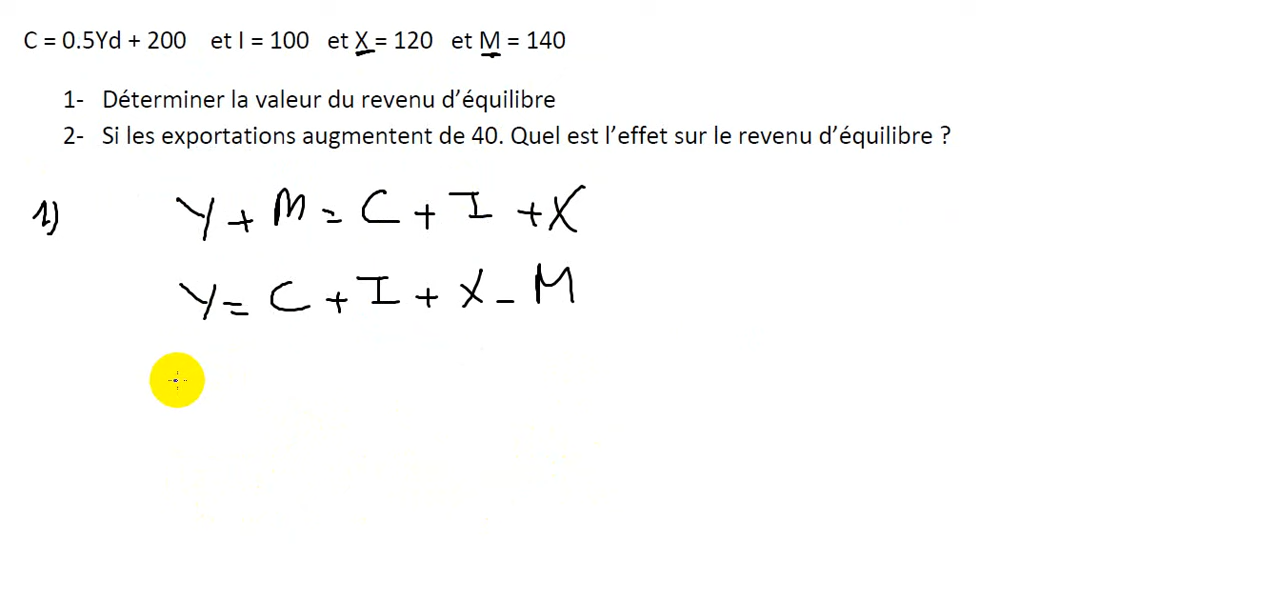 C = 0.5Yd + 200 et I = 100 et X = 120 et M = 140
1- Déterminer la valeur du revenu d’équilibre
2- Si les exportations augmentent de 40. Quel est l’effet sur le revenu d’équilibre ?
1) Y + M = C + I + X
Y = C + I + X - M